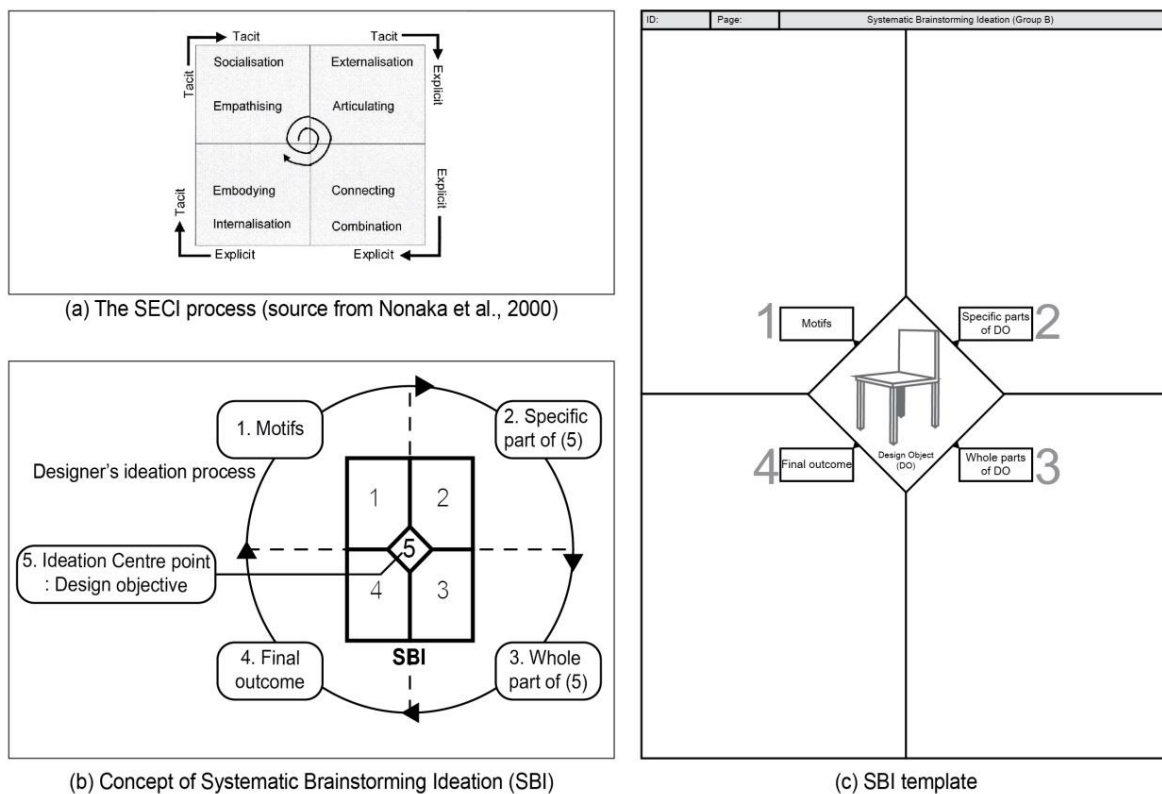 Tacit
Tacit
Tacit
Socialisation
Externalisation
Explicit
Empathising
Articulating
Embodying
Connecting
Tacit
Explicit
Internalisation
Combination
Explicit
Explicit
(a) The SECI process (source from Nonaka et al., 2000)
1. Motifs
2. Specific
part of (5)
Designer's ideation process
1
2
5. Ideation Centre point
: Design objective
5
4
3
4. Final
outcome
SBI
3. Whole
part of (5)
(b) Concept of Systematic Brainstorming Ideation (SBI)
ID:
Page:
Systematic Brainstorming Ideation (Group B)
1
Motifs
Specific parts
of DO
2
4
Final outcome
Design Object
(DO)
Whole parts
of DO
3
(c) SBI template